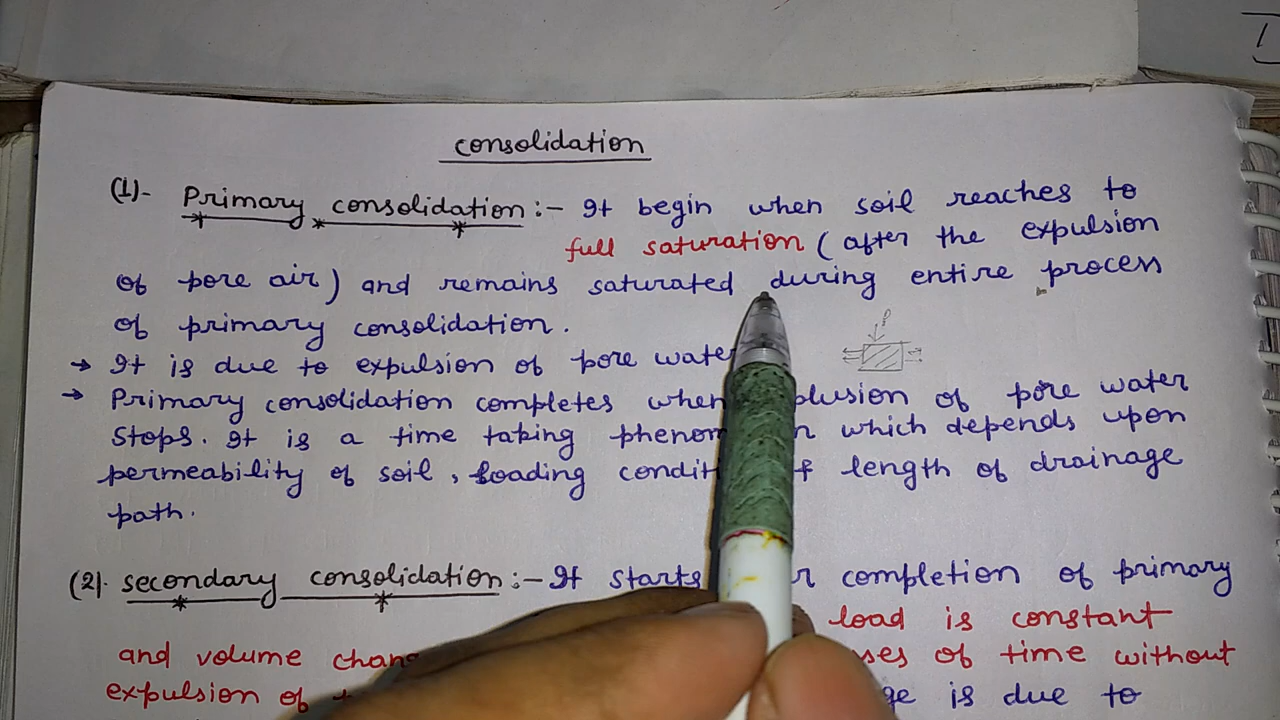 consolidation
(1)- Primary consolidation :- It begin when soil reaches to
full saturation (after the expulsion
of pore air) and remains saturated during entire process
of primary consolidation.
→ It is due to expulsion of pore water
P
→ Primary consolidation completes when plusion of pore water
stops. It is a time taking phenom n which depends upon
permeability of soil, loading condit f length of drainage
path.
(2). secondary consolidation :- It starts r completion of primary
load is constant
and volume chang ses of time without
expulsion of ge is due to